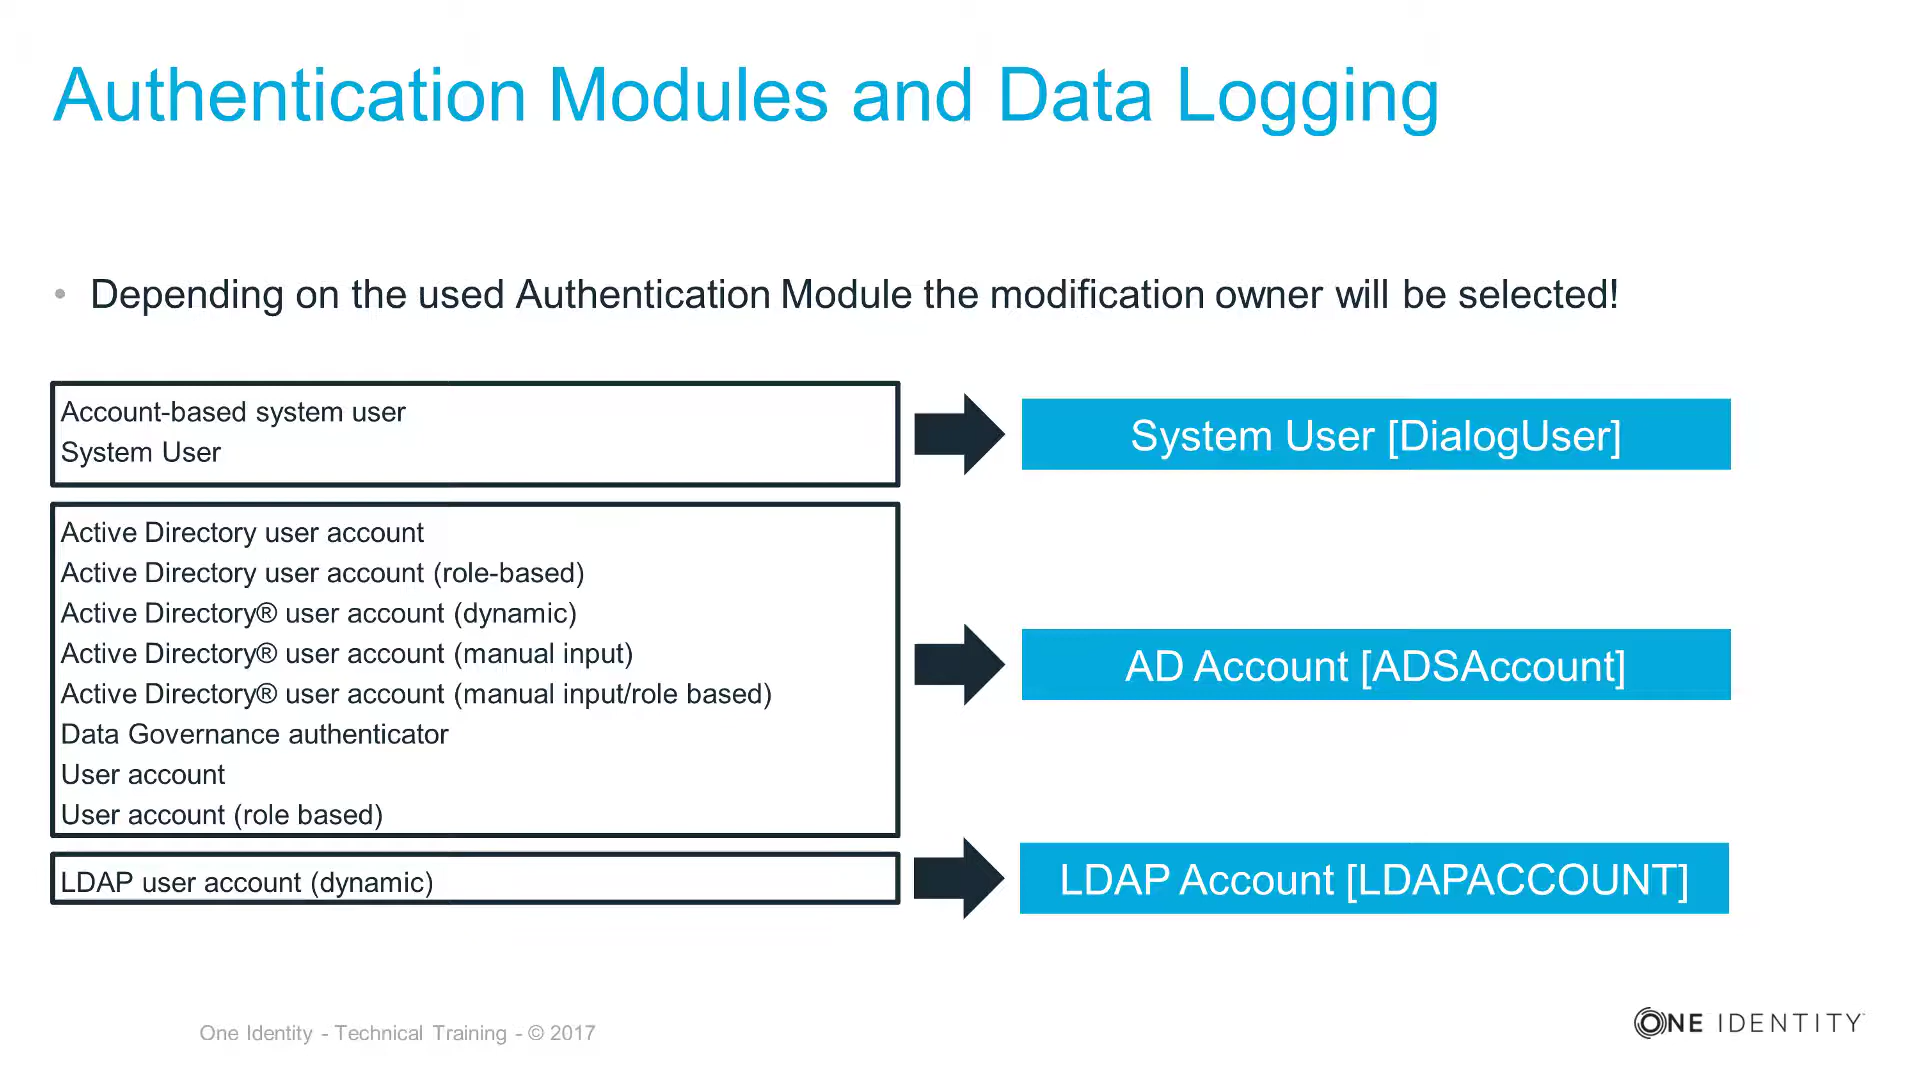 Authentication Modules and Data Logging
• Depending on the used Authentication Module the modification owner will be selected!
Account-based system user
System User
System User [DialogUser]
Active Directory user account
Active Directory user account (role-based)
Active Directory® user account (dynamic)
Active Directory® user account (manual input)
Active Directory® user account (manual input/role based)
Data Governance authenticator
User account
User account (role based)
AD Account [ADSAccount]
LDAP user account (dynamic)
LDAP Account [LDAPACCOUNT]
One Identity - Technical Training - © 2017
ONE IDENTITY